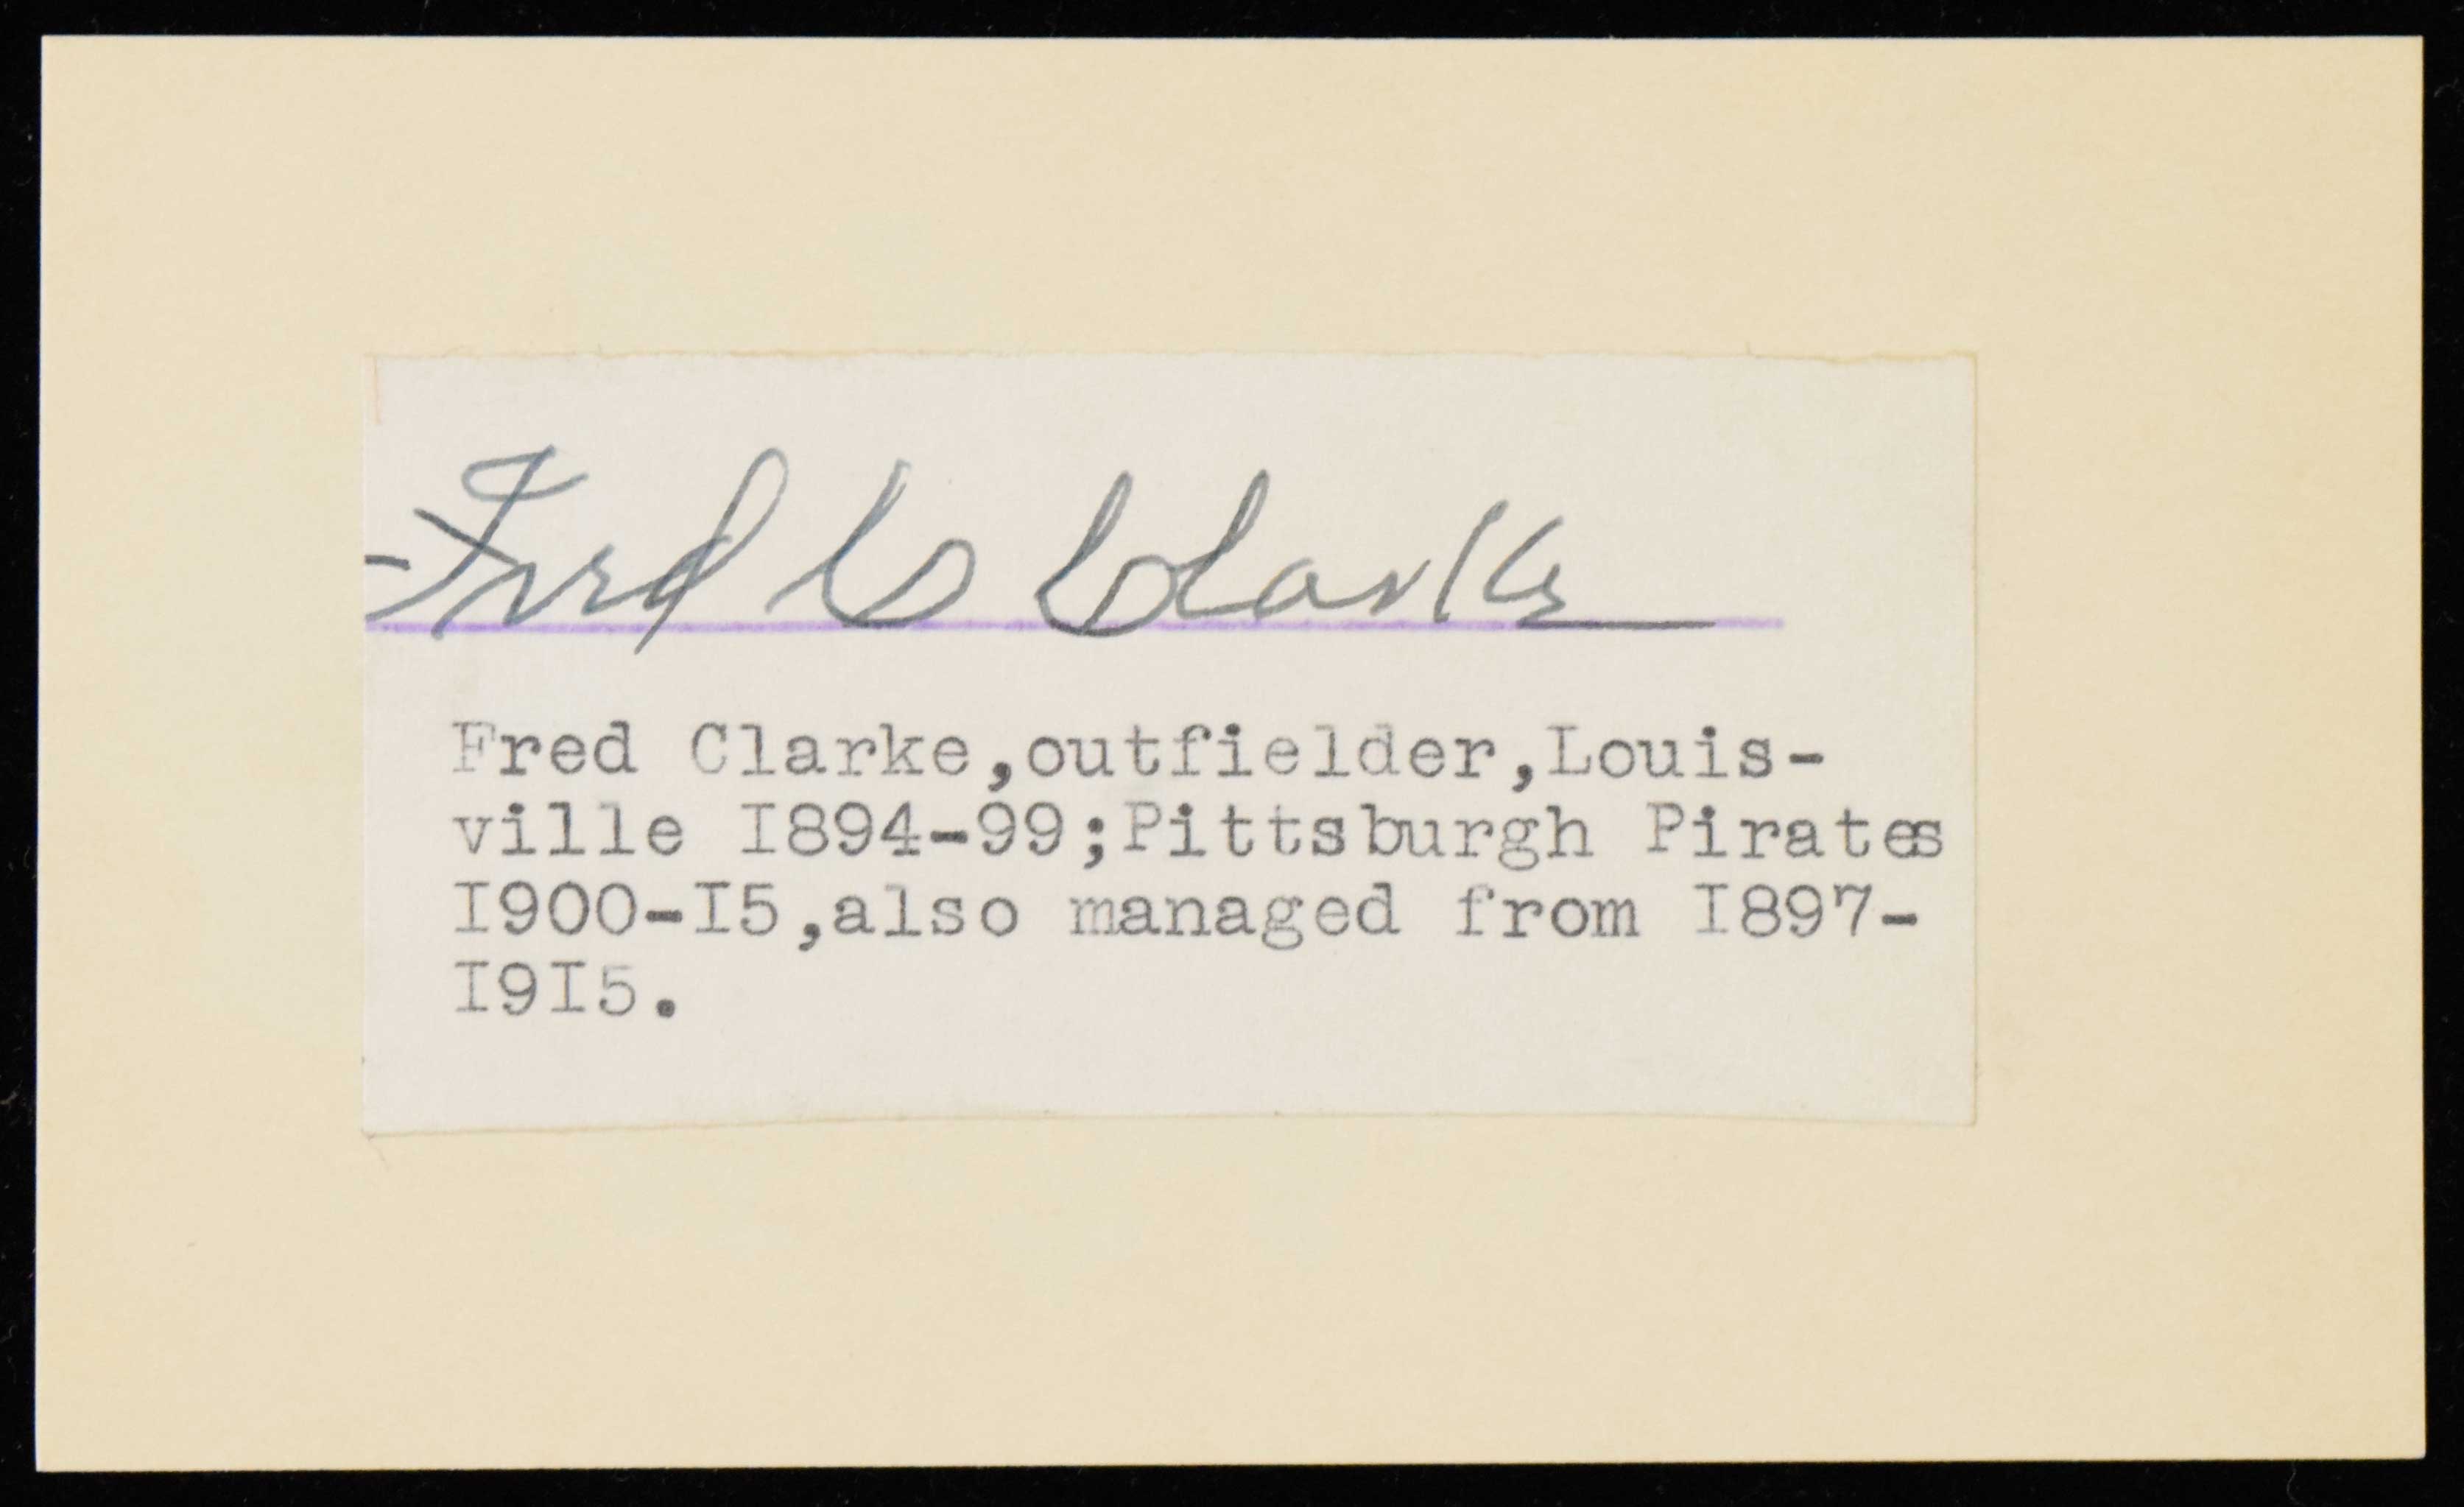 Fred C Clarke
Fred Clarke,outfielder,Louis-
ville I894-99;Pittsburgh Pirates
I900-I5,also managed from I897-
I9I5.